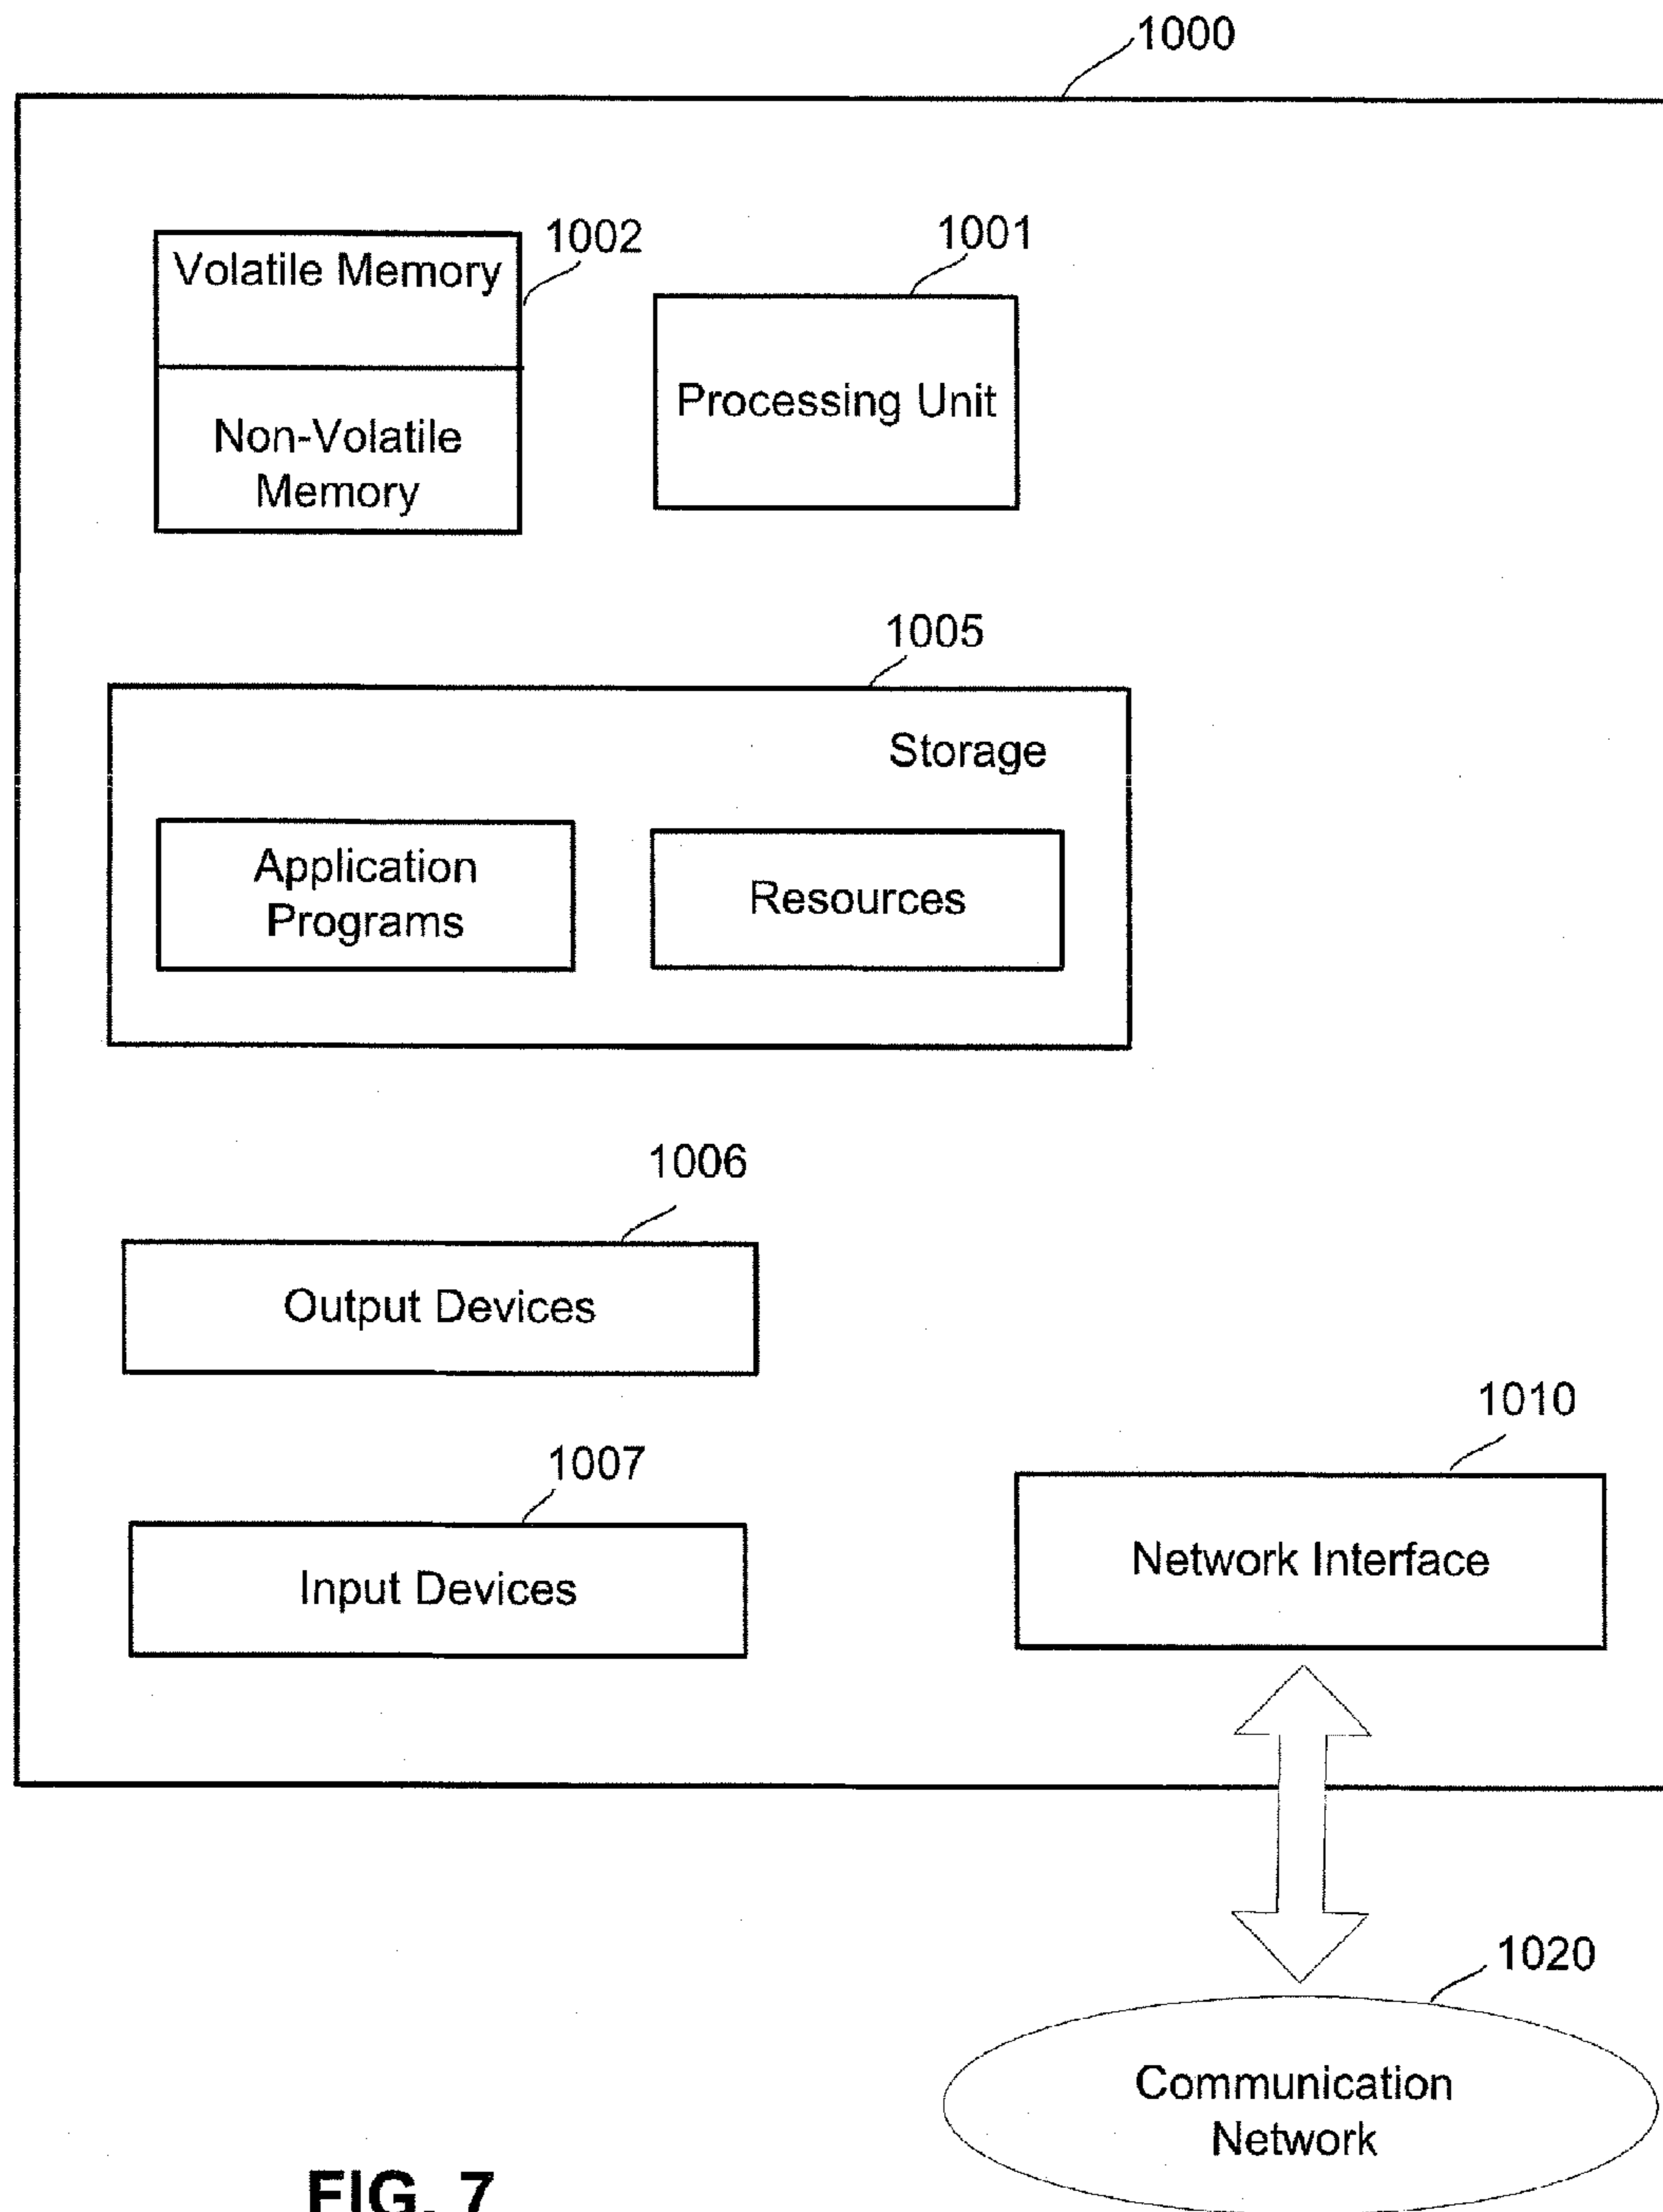 1000
1002
1001
Volatile Memory
Processing Unit
Non-Volatile
Memory
1005
Storage
Application
Programs
Resources
1006
Output Devices
1010
1007
Network Interface
Input Devices
1020
Communication
Network
FIG. 7